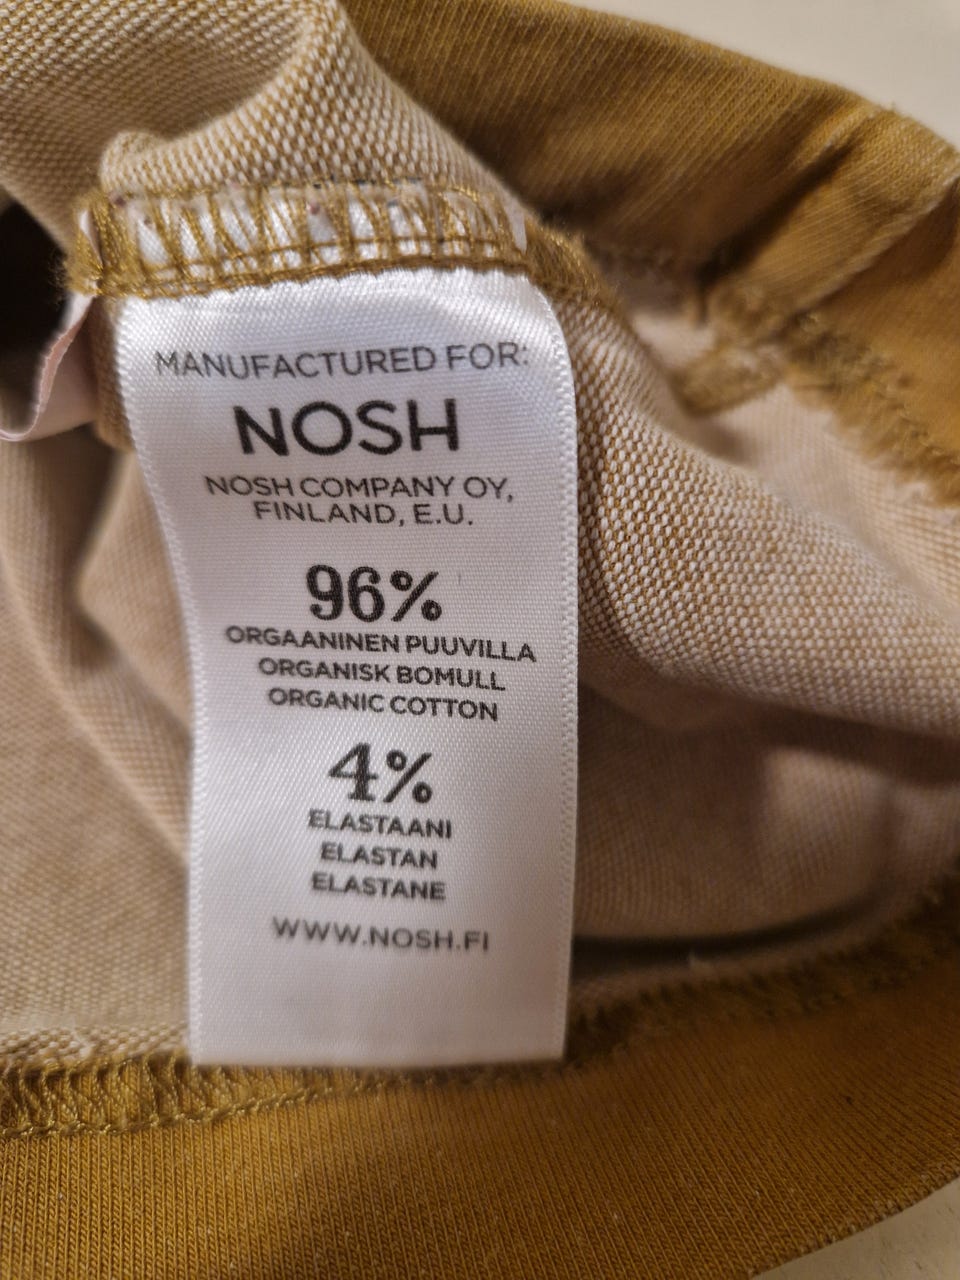 MANUFACTURED FOR:
NOSH
NOSH COMPANY OY,
FINLAND, E.U.
96%
ORGAANINEN PUUVILLA
ORGANISK BOMULL
ORGANIC COTTON
4%
ELASTAANI
ELASTAN
ELASTANE
WWW.NOSH.FI